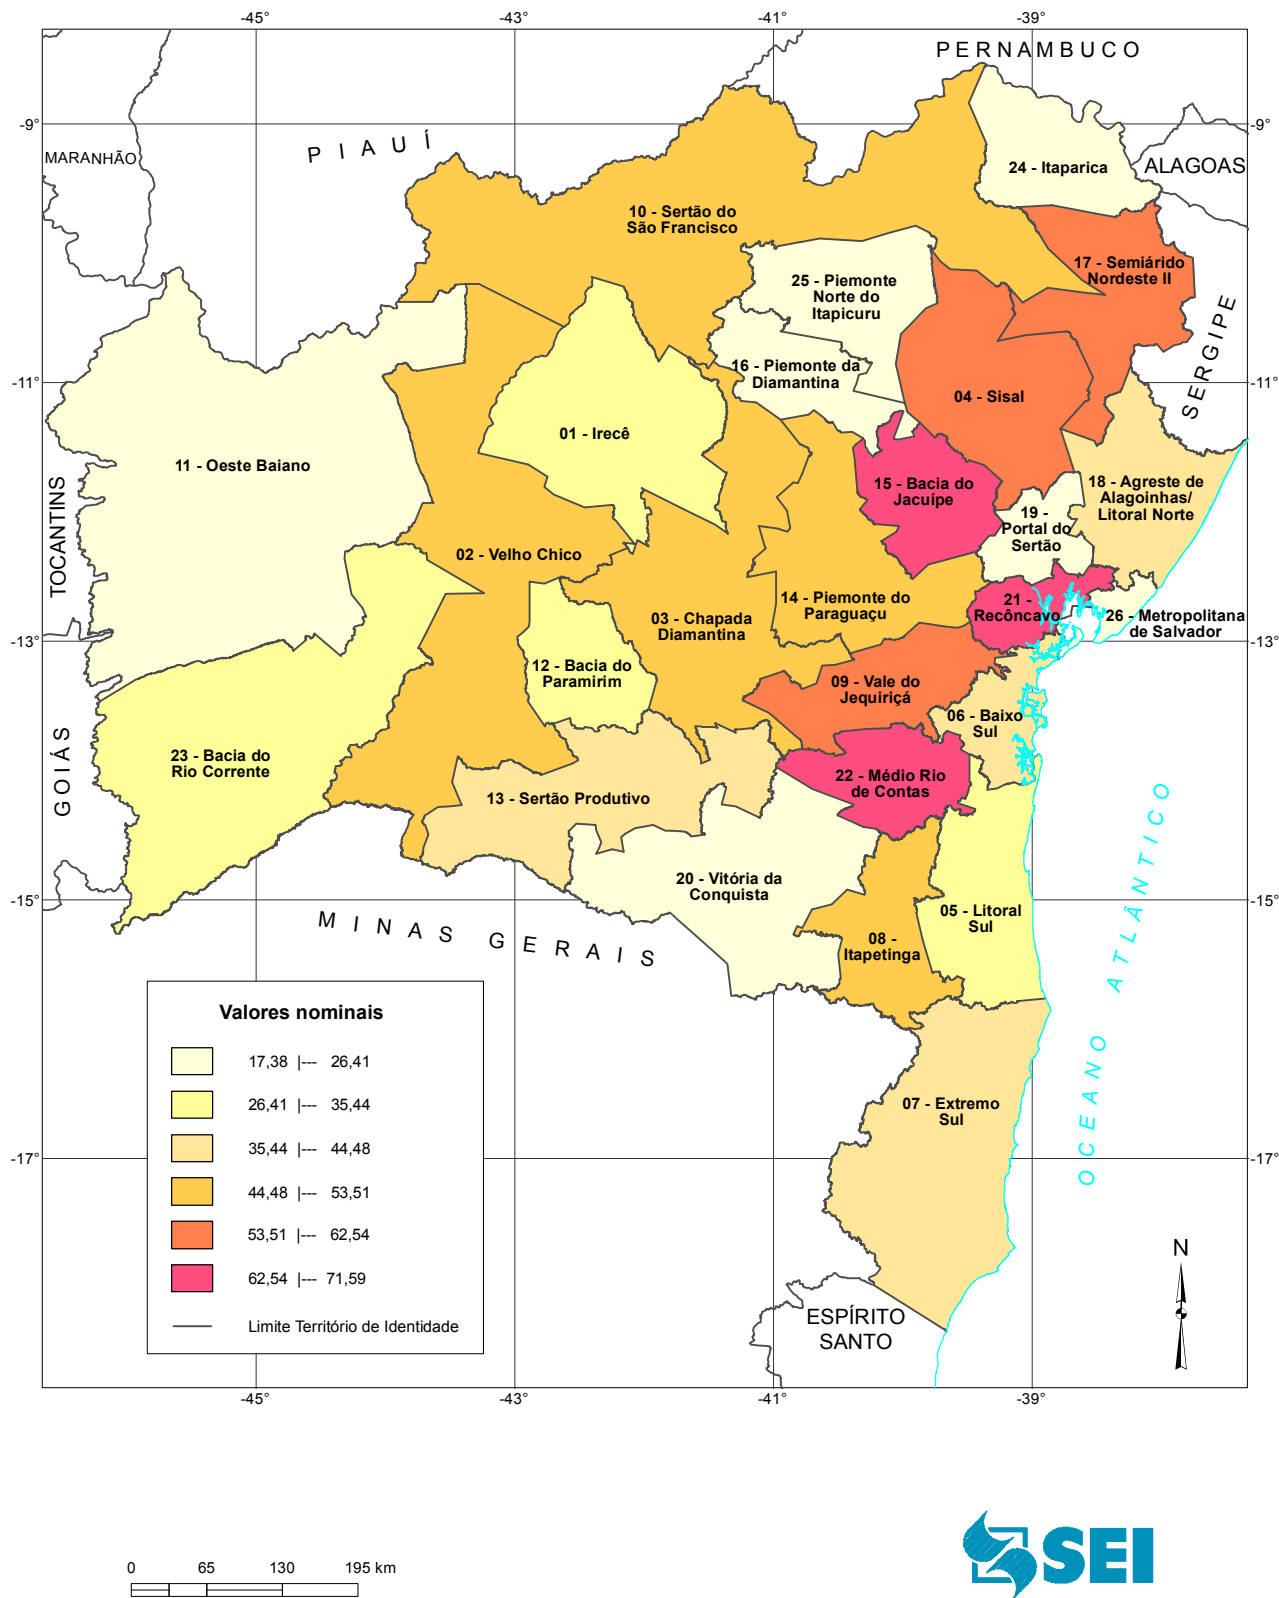 -45°
-43°
-41°
-39°
PERNAMBUCO
-9°
-9°
PIAUÍ
MARANHÃO
ALAGOAS
24 - Itaparica
10 - Sertão do
São Francisco
17 - Semiárido
Nordeste II
25 - Piemonte
Norte do
Itapicuru
SERGIPE
16 - Piemonte da
Diamantina
-11°
-11°
04 - Sisal
01 - Irecê
11 - Oeste Baiano
15 - Bacia do
Jacuípe
18 - Agreste de
Alagoinhas/
Litoral Norte
19 -
Portal do
Sertão
TOCANTINS
02 - Velho Chico
14 - Piemonte do
Paraguaçu
21 -
Recôncavo
03 - Chapada
Diamantina
26 - Metropolitana
de Salvador
-13°
-13°
12 - Bacia do
Paramirim
09 - Vale do
Jequiriçá
06 - Baixo
Sul
GOIÁS
23 - Bacia do
Rio Corrente
22 - Médio Rio
de Contas
13 - Sertão Produtivo
20 - Vitória da
Conquista
-15°
-15°
05 - Litoral
Sul
08 -
Itapetinga
MINAS GERAIS
OCEANO ATLÂNTICO
Valores nominais
17,38 |--- 26,41
26,41 |--- 35,44
35,44 |--- 44,48
44,48 |--- 53,51
53,51 |--- 62,54
62,54 |--- 71,59
Limite Território de Identidade
07 - Extremo
Sul
-17°
-17°
N
ESPÍRITO
SANTO
-45°
-43°
-41°
-39°
0 65 130 195 km
SEI